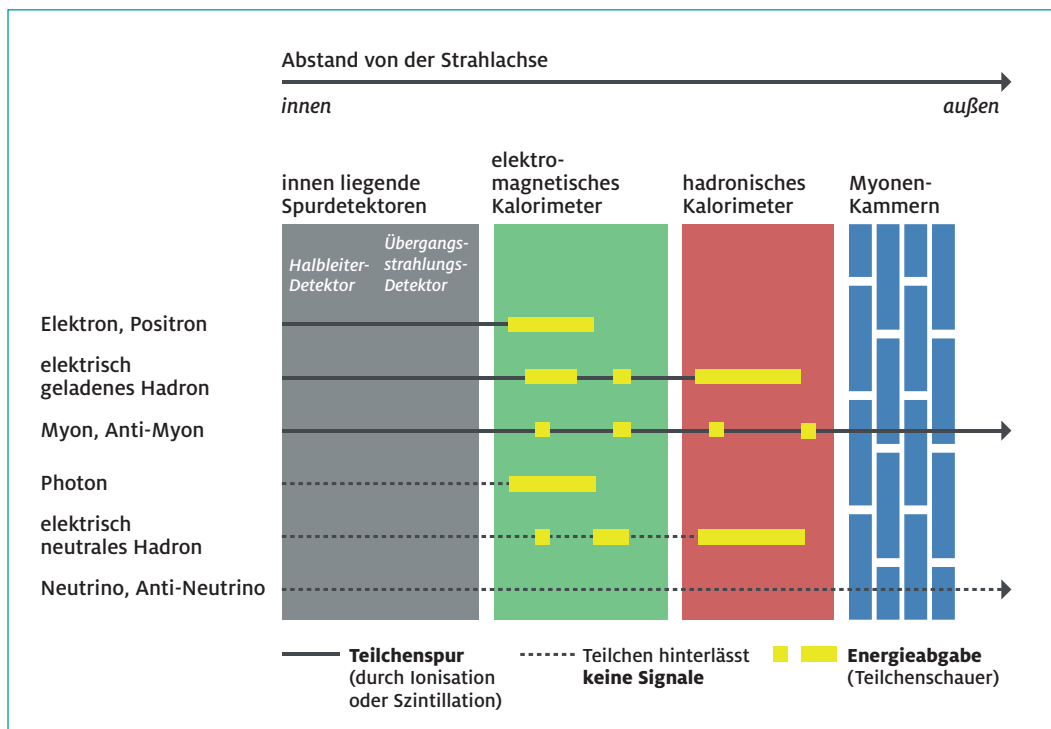 Abstand von der Strahlachse
innen
außen
innen liegende
Spurdetektoren
elektro-
magnetisches
Kalorimeter
hadronisches
Kalorimeter
Myonen-
Kammern
Halbleiter-
Detektor
Übergangs-
strahlungs-
Detektor
Elektron, Positron
elektrisch
geladenes Hadron
Myon, Anti-Myon
Photon
elektrisch
neutrales Hadron
Neutrino, Anti-Neutrino
Teilchenspur
(durch Ionisation
oder Szintillation)
Teilchen hinterlässt
keine Signale
Energieabgabe
(Teilchenschauer)